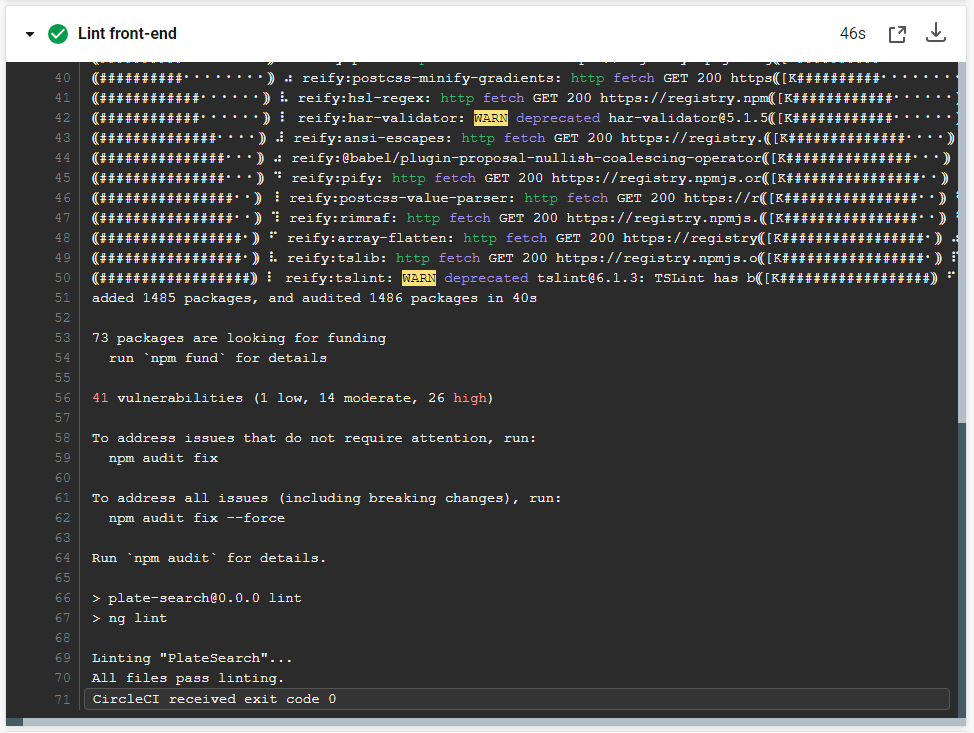 Lint front-end 46s
40 ((##########········)) ⠴ reify:postcss-minify-gradients: http fetch GET 200 https([K##########·······
41 ((############······)) ⠧ reify:hsl-regex: http fetch GET 200 https://registry.npm([K############······)
42 ((############······)) ⠇ reify:har-validator: WARN deprecated har-validator@5.1.5([K############······
43 ((##############····)) ⠼ reify:ansi-escapes: http fetch GET 200 https://registry.([K##############····)
44 ((###############···)) ⠴ reify:@babel/plugin-proposal-nullish-coalescing-operator([K###############···)
45 ((###############···)) ⠙ reify:pify: http fetch GET 200 https://registry.npmjs.or([K################··)
46 ((################··)) ⠇ reify:postcss-value-parser: http fetch GET 200 https://r([K################··)
47 ((################··)) ⠹ reify:rimraf: http fetch GET 200 https://registry.npmjs.([K################··)
48 ((#################·)) ⠋ reify:array-flatten: http fetch GET 200 https://registry([K#################·)
49 ((#################·)) ⠧ reify:tslib: http fetch GET 200 https://registry.npmjs.o([K#################·)
50 ((##################)) ⠇ reify:tslint: WARN deprecated tslint@6.1.3: TSLint has b([K##################)
51 added 1485 packages, and audited 1486 packages in 40s
52
53 73 packages are looking for funding
54 run `npm fund` for details
55
56 41 vulnerabilities (1 low, 14 moderate, 26 high)
57
58 To address issues that do not require attention, run:
59 npm audit fix
60
61 To address all issues (including breaking changes), run:
62 npm audit fix --force
63
64 Run `npm audit` for details.
65
66 > plate-search@0.0.0 lint
67 > ng lint
68
69 Linting "PlateSearch"...
70 All files pass linting.
71 CircleCI received exit code 0